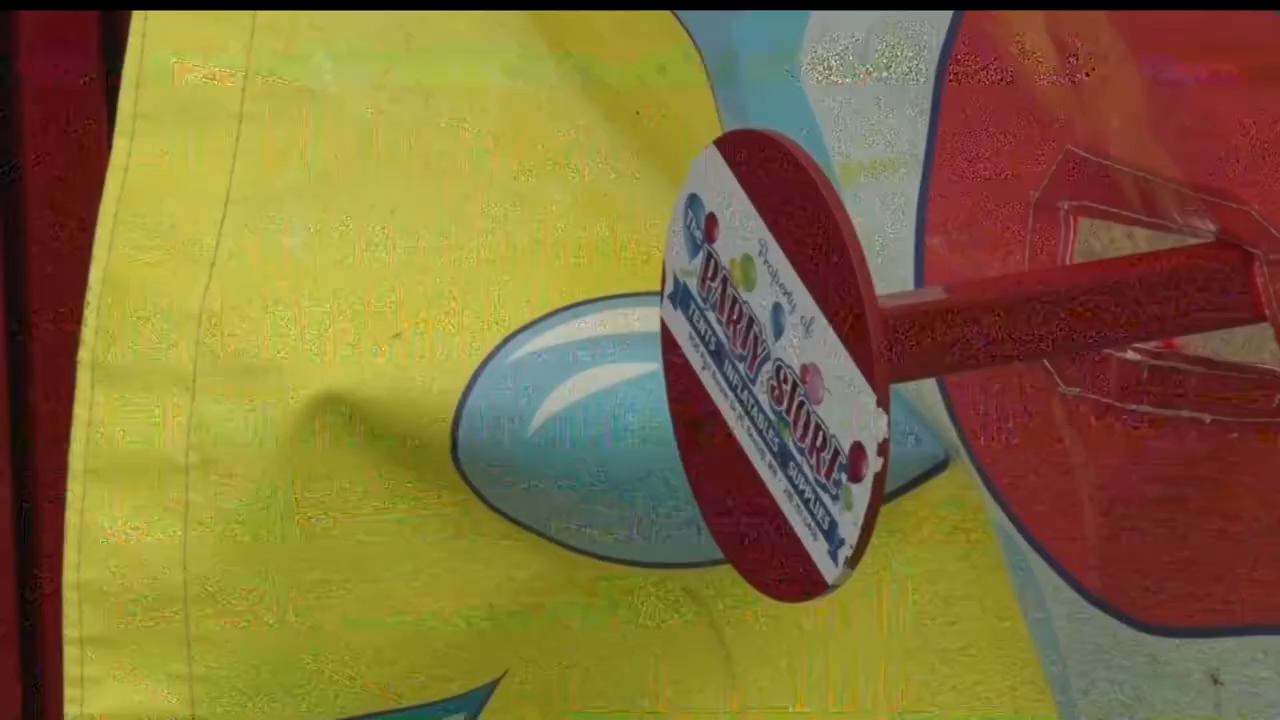 Property of
The
PARTY STORE
TENTS INFLATABLES SUPPLIES